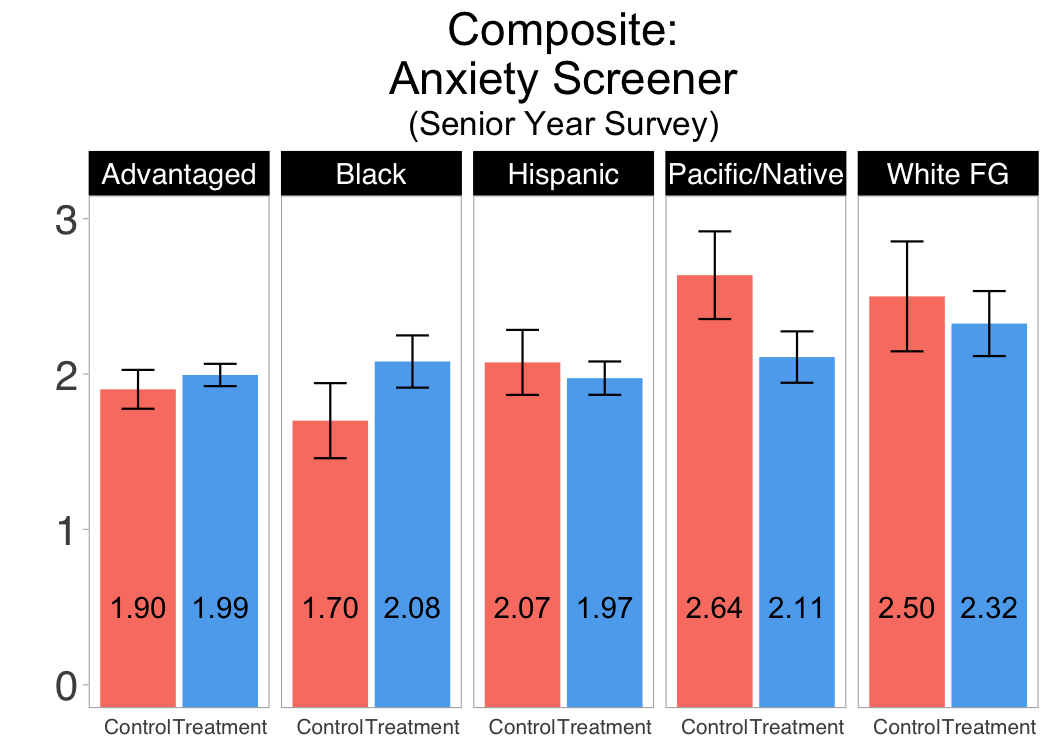 Composite:
Anxiety Screener
(Senior Year Survey)
Advantaged Black Hispanic Pacific/Native White FG
3
2
1
0
1.90 1.99 1.70 2.08 2.07 1.97 2.64 2.11 2.50 2.32
Control Treatment Control Treatment Control Treatment Control Treatment Control Treatment